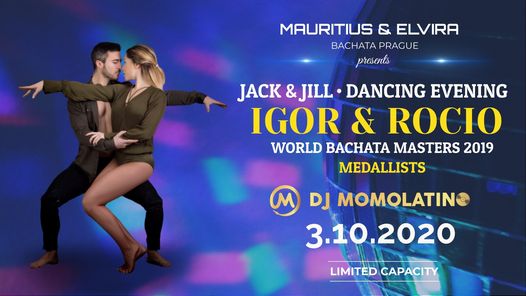 MAURITIUS & ELVIRA
BACHATA PRAGUE
presents
JACK & JILL • DANCING EVENING
IGOR & ROCIO
WORLD BACHATA MASTERS 2019
MEDALLISTS
M DJ MOMOLATINO
3.10.2020
LIMITED CAPACITY